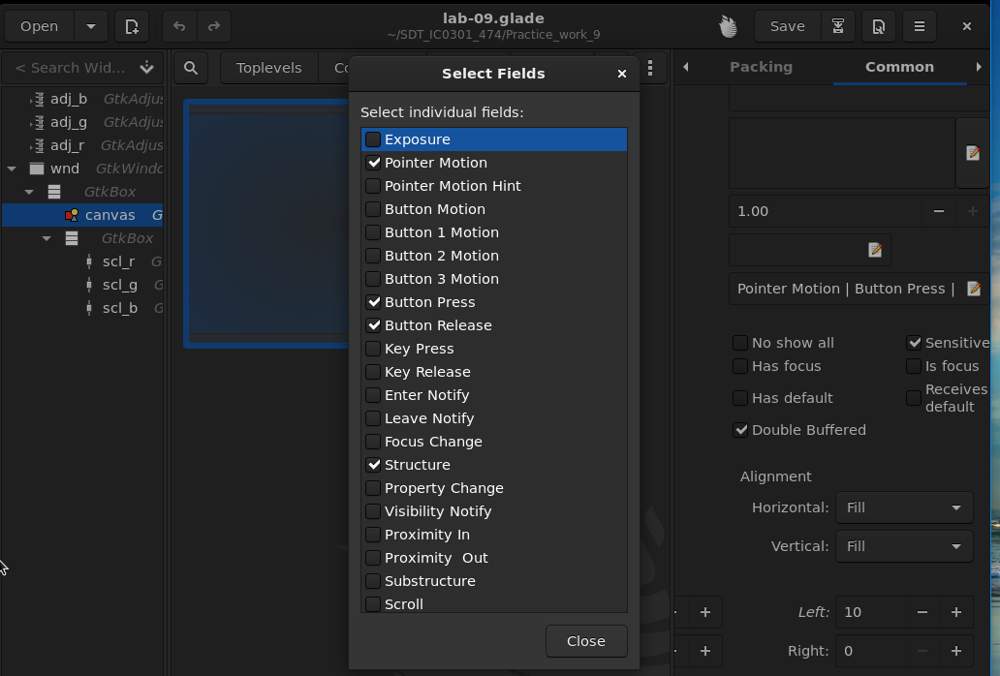 Open
lab-09.glade
~/SDT_IC0301_474/Practice_work_9
Save
< Search Wid...
Toplevels
Co
Packing
Common
Select Fields
Select individual fields:
Exposure
Pointer Motion
Pointer Motion Hint
Button Motion
Button 1 Motion
Button 2 Motion
Button 3 Motion
Button Press
Button Release
Key Press
Key Release
Enter Notify
Leave Notify
Focus Change
Structure
Property Change
Visibility Notify
Proximity In
Proximity  Out
Substructure
Scroll
Close
adj_b GtkAdjus
adj_g GtkAdjus
adj_r GtkAdjus
wnd GtkWindo
GtkBox
canvas G
GtkBox
scl_r G
scl_g G
scl_b G
1.00
Pointer Motion | Button Press |
No show all
Sensitive
Has focus
Is focus
Has default
Receives
default
Double Buffered
Alignment
Horizontal: Fill
Vertical: Fill
Left: 10
Right: 0